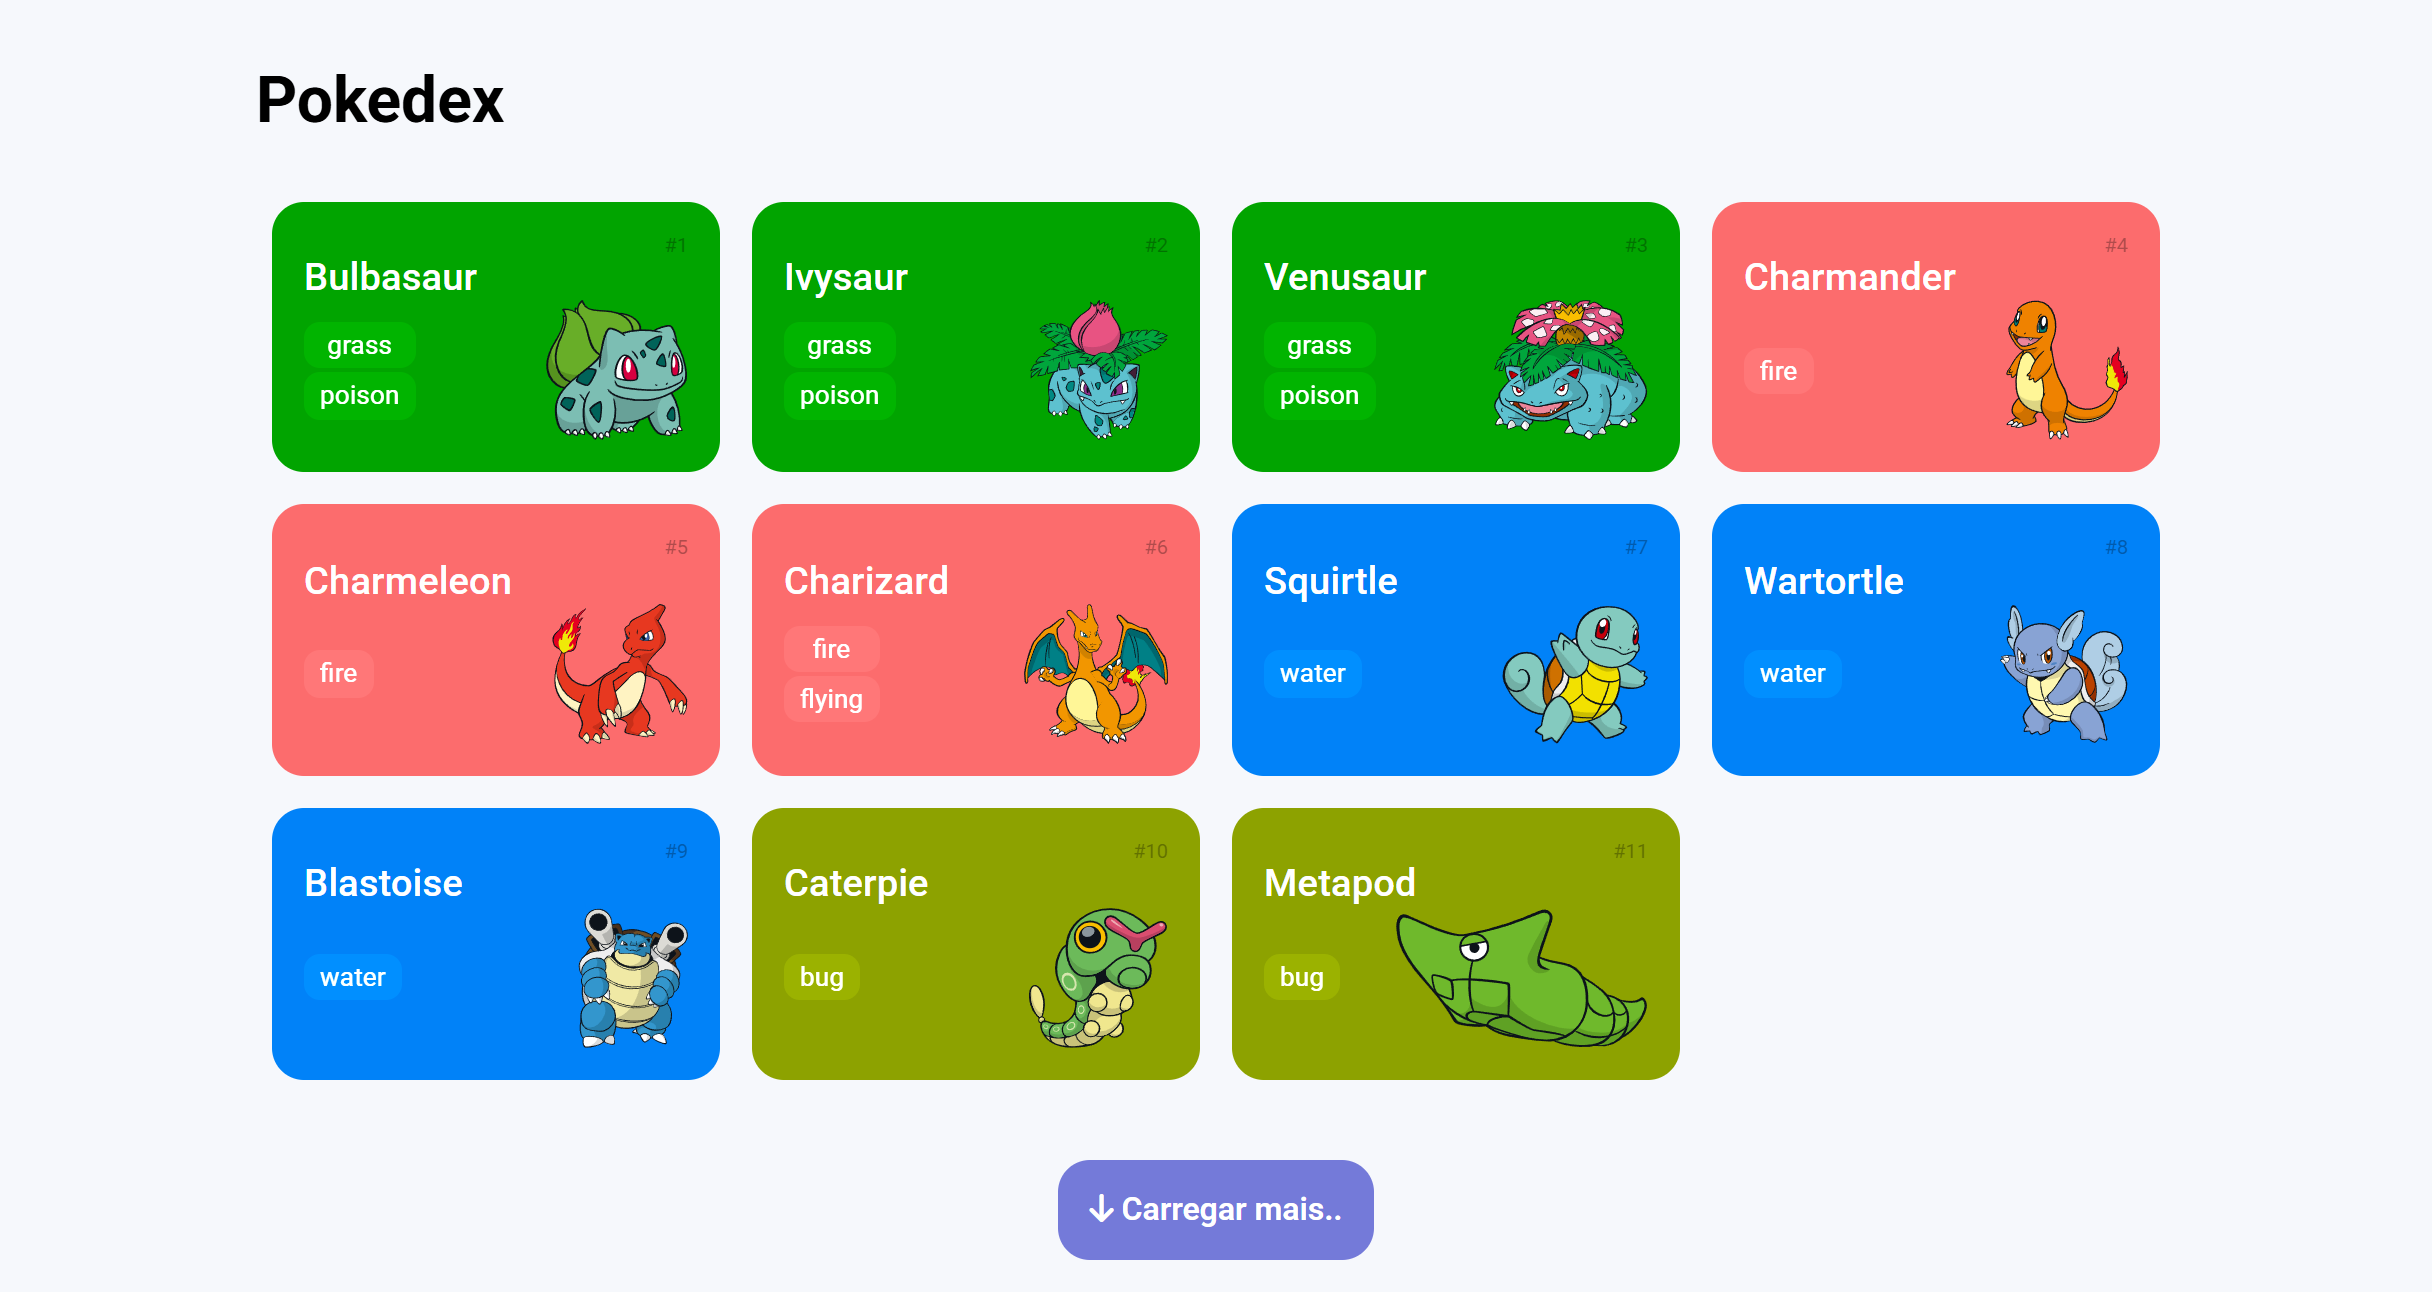 Pokedex
#1
Bulbasaur
grass
poison
#2
Ivysaur
grass
poison
#3
Venusaur
grass
poison
#4
Charmander
fire
#5
Charmeleon
fire
#6
Charizard
fire
flying
#7
Squirtle
water
#8
Wartortle
water
#9
Blastoise
water
#10
Caterpie
bug
#11
Metapod
bug
Carregar mais..